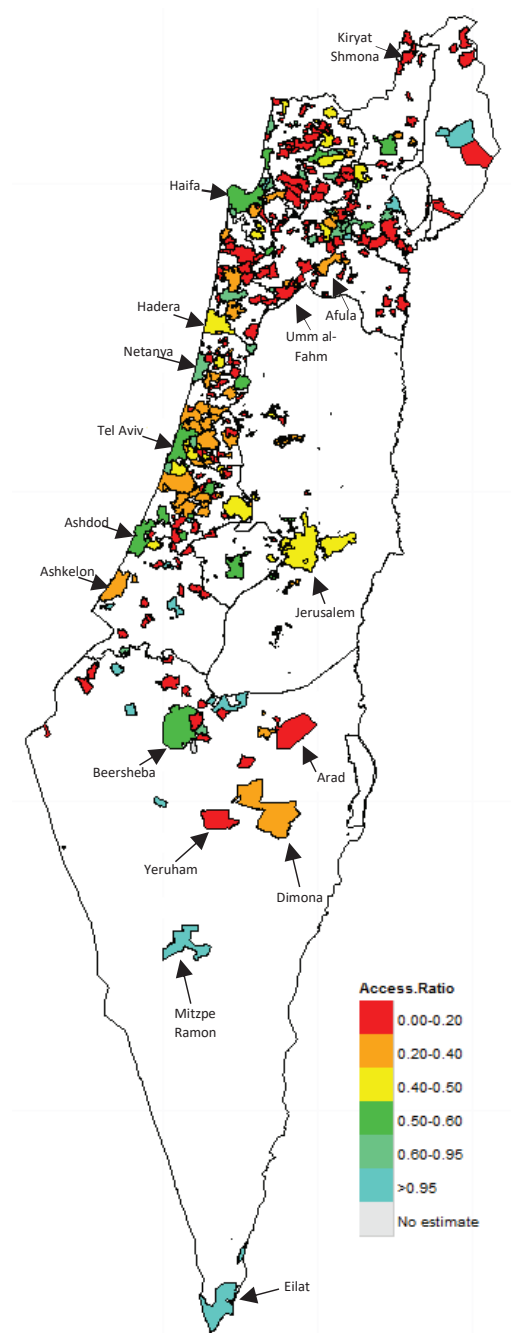 Kiryat
Shmona
Haifa
Hadera
Afula
Umm al-
Fahm
Netanya
Tel Aviv
Ashdod
Ashkelon
Jerusalem
Beersheba
Arad
Yeruham
Dimona
Mitzpe
Ramon
Access.Ratio
0.00-0.20
0.20-0.40
0.40-0.50
0.50-0.60
0.60-0.95
>0.95
No estimate
Eilat